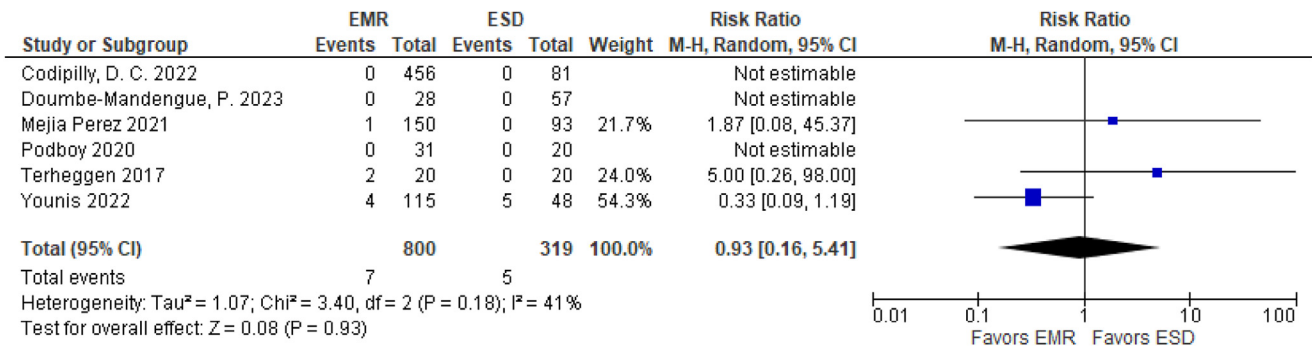 EMR ESD Risk Ratio Risk Ratio
Study or Subgroup Events Total Events Total Weight M-H, Random, 95% CI M-H, Random, 95% CI
Codipilly, D. C. 2022 0 456 0 81 Not estimable
Doumbe-Mandengue, P. 2023 0 28 0 57 Not estimable
Mejia Perez 2021 1 150 0 93 21.7% 1.87 [0.08, 45.37]
Podboy 2020 0 31 0 20 Not estimable
Terheggen 2017 2 20 0 20 24.0% 5.00 [0.26, 98.00]
Younis 2022 4 115 5 48 54.3% 0.33 [0.09, 1.19]
Total (95% CI) 800 319 100.0% 0.93 [0.16, 5.41]
Total events 7 5
Heterogeneity: Tau² = 1.07; Chi² = 3.40, df = 2 (P = 0.18); I² = 41%
Test for overall effect: Z = 0.08 (P = 0.93)
0.01 0.1 1 10 100
Favors EMR Favors ESD